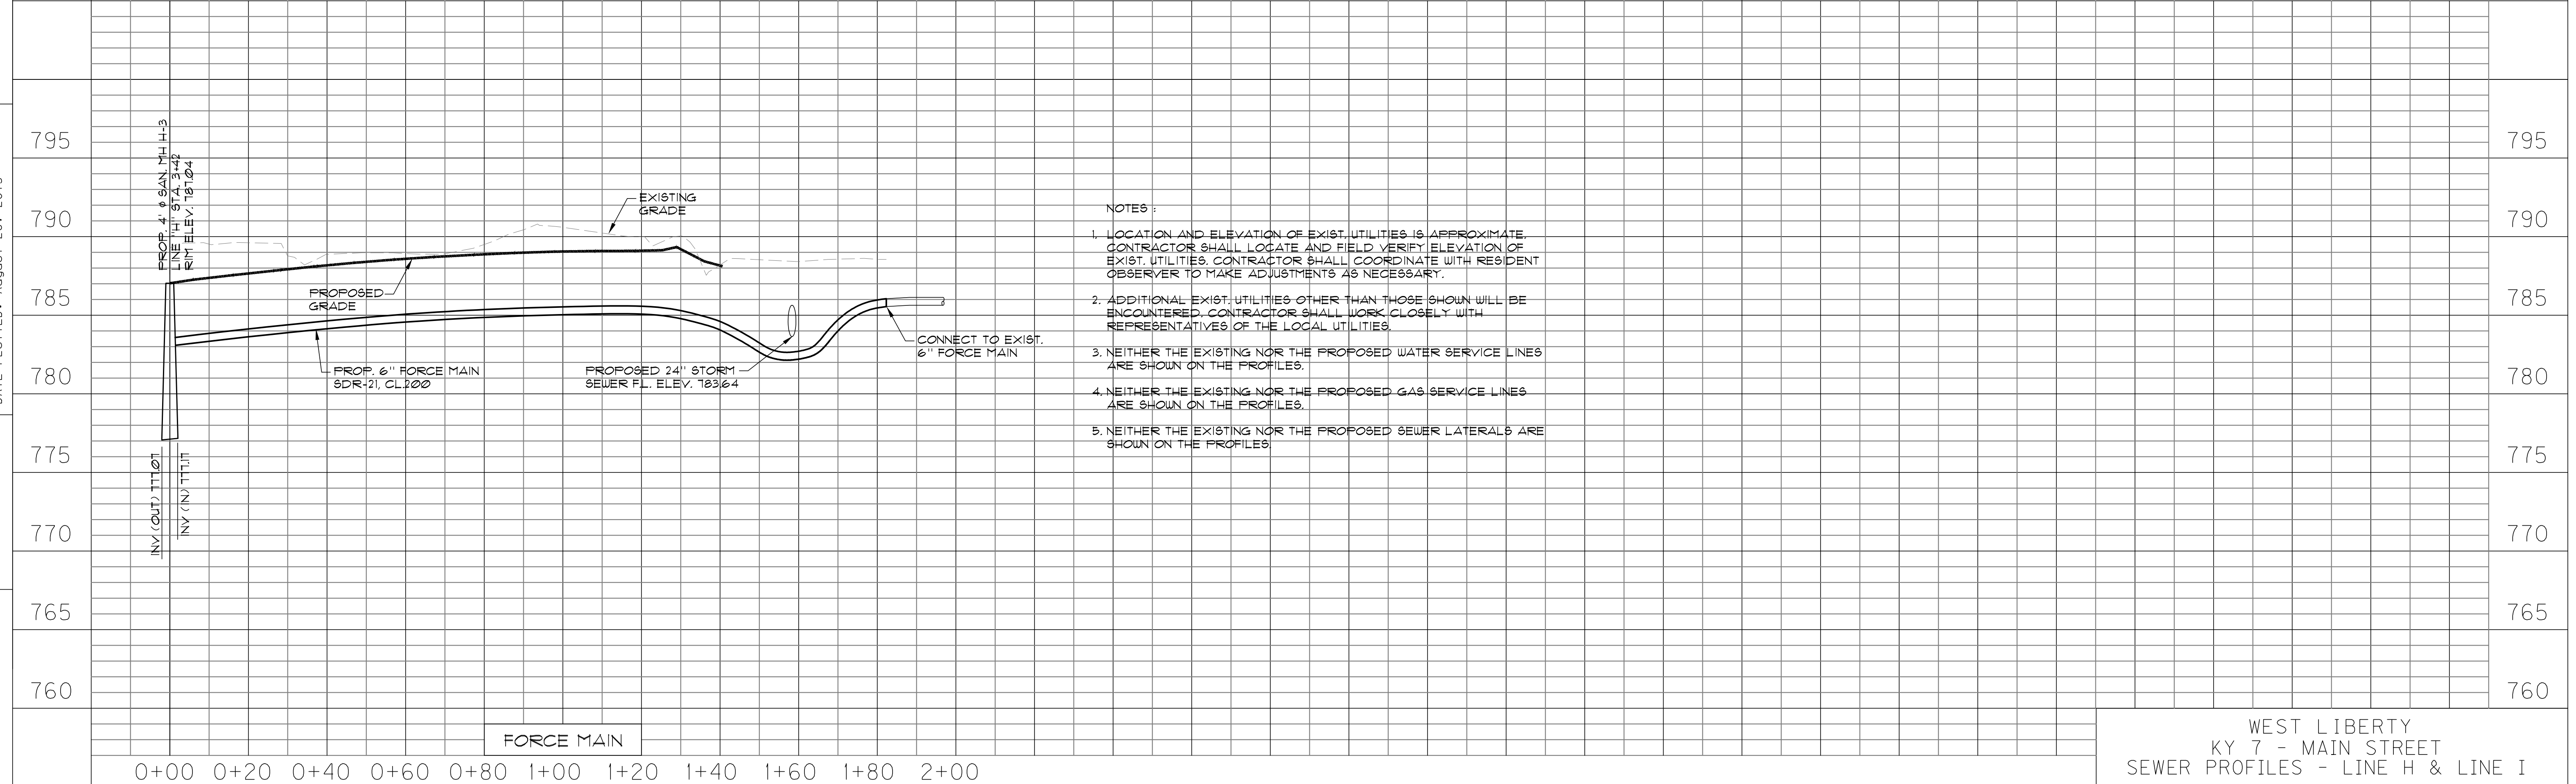 795
790
785
780
775
770
765
760
PROP. 4' Ø SAN. MH H-3
LINE "H" STA. 3+42
RIM ELEV. 787.04
INV (OUT) 777.07
INV (IN) 777.17
EXISTING
GRADE
PROPOSED
GRADE
PROP. 6" FORCE MAIN
SDR-21, CL.200
PROPOSED 24" STORM
SEWER F.L. ELEV. 783.64
CONNECT TO EXIST.
6" FORCE MAIN
NOTES :
1. LOCATION AND ELEVATION OF EXIST. UTILITIES IS APPROXIMATE.
CONTRACTOR SHALL LOCATE AND FIELD VERIFY ELEVATION OF
EXIST. UTILITIES. CONTRACTOR SHALL COORDINATE WITH RESIDENT
OBSERVER TO MAKE ADJUSTMENTS AS NECESSARY.
2. ADDITIONAL EXIST. UTILITIES OTHER THAN THOSE SHOWN WILL BE
ENCOUNTERED. CONTRACTOR SHALL WORK CLOSELY WITH
REPRESENTATIVES OF THE LOCAL UTILITIES.
3. NEITHER THE EXISTING NOR THE PROPOSED WATER SERVICE LINES
ARE SHOWN ON THE PROFILES.
4. NEITHER THE EXISTING NOR THE PROPOSED GAS SERVICE LINES
ARE SHOWN ON THE PROFILES.
5. NEITHER THE EXISTING NOR THE PROPOSED SEWER LATERALS ARE
SHOWN ON THE PROFILES.
795
790
785
780
775
770
765
760
FORCE MAIN
0+00 0+20 0+40 0+60 0+80 1+00 1+20 1+40 1+60 1+80 2+00
WEST LIBERTY
KY 7 - MAIN STREET
SEWER PROFILES - LINE H & LINE I